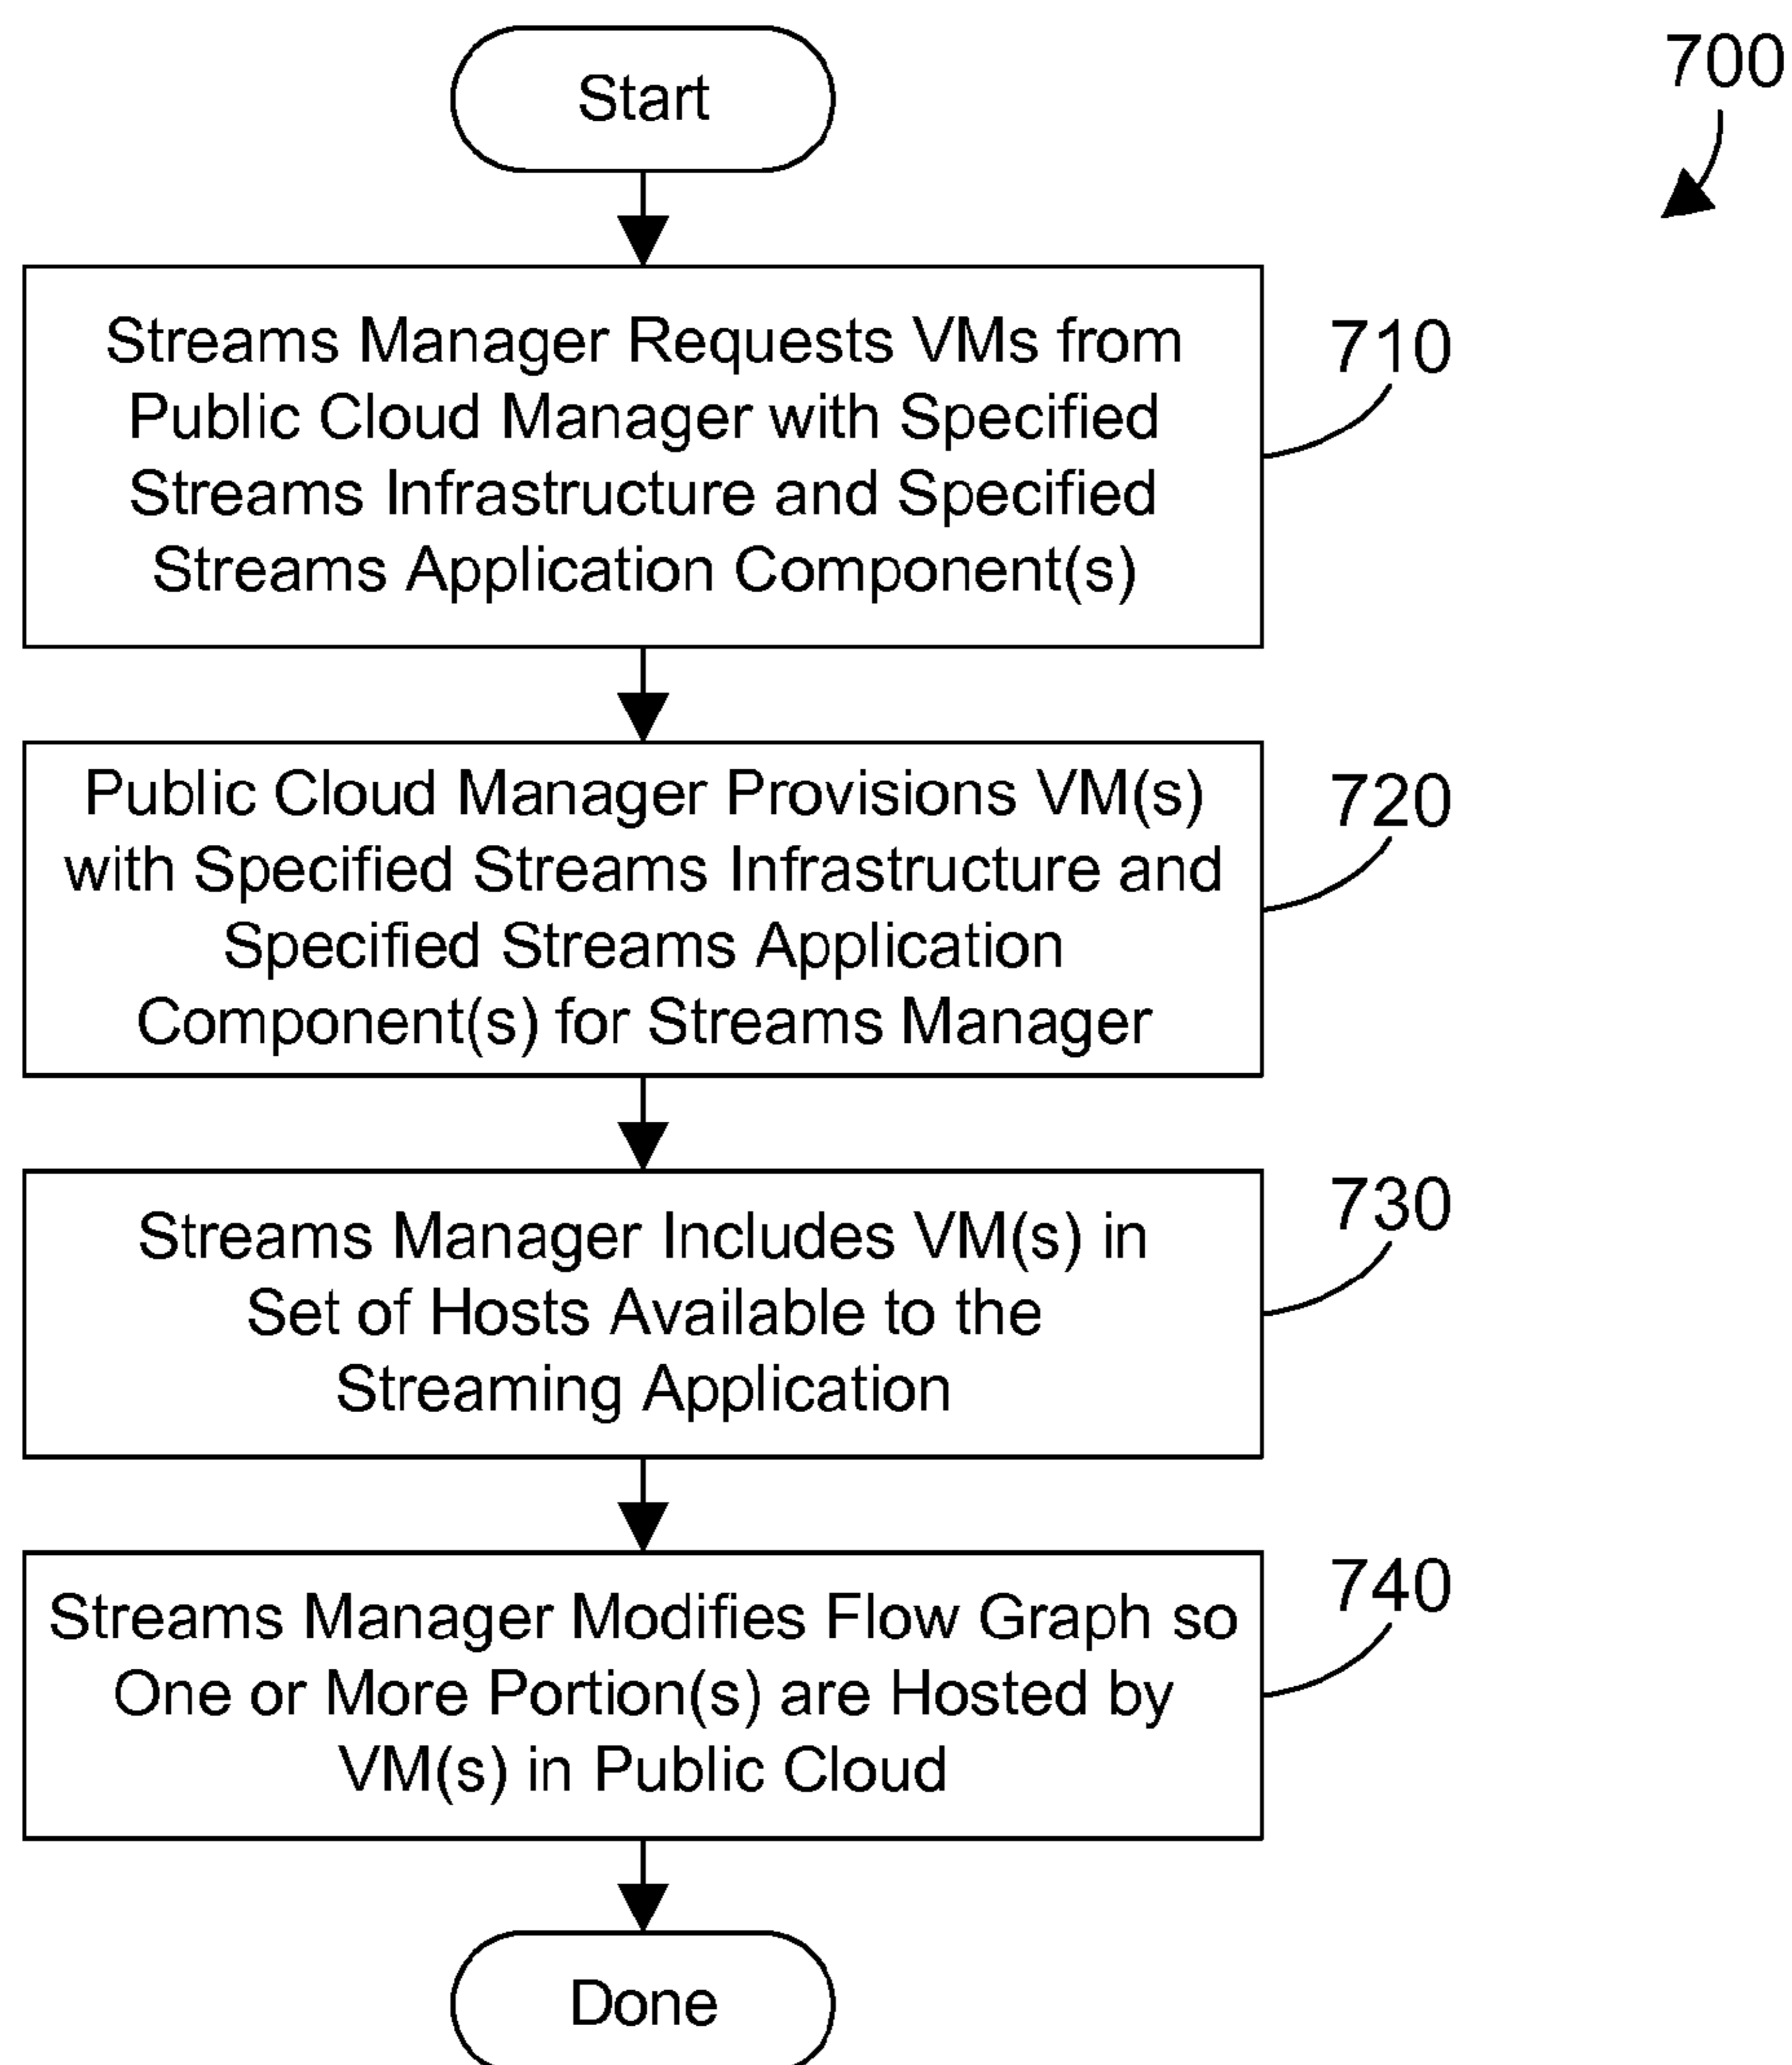 Start
700
Streams Manager Requests VMs from
Public Cloud Manager with Specified
Streams Infrastructure and Specified
Streams Application Component(s)
710
Public Cloud Manager Provisions VM(s)
with Specified Streams Infrastructure and
Specified Streams Application
Component(s) for Streams Manager
720
Streams Manager Includes VM(s) in
Set of Hosts Available to the
Streaming Application
730
Streams Manager Modifies Flow Graph so
One or More Portion(s) are Hosted by
VM(s) in Public Cloud
740
Done